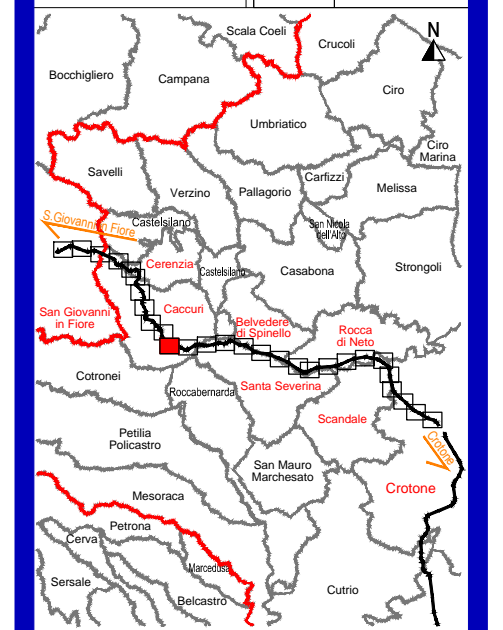 Scala Coeli
Crucoli
N
Bocchigliero
Campana
Ciro
Umbriatico
Ciro
Marina
Savelli
Carfizzi
Verzino
Pallagorio
Melissa
S.Giovanni in Fiore
Castelsilano
San Nicola
dell'Alto
Cerenzia
Castelsilano
Casabona
Strongoli
San Giovanni
in Fiore
Caccuri
Belvedere
di Spinello
Rocca
di Neto
Cotronei
Roccabernarda
Santa Severina
Scandale
Petilia
Policastro
Crotone
San Mauro
Marchesato
Mesoraca
Crotone
Petrona
Cerva
Marcedusa
Sersale
Belcastro
Cutrio